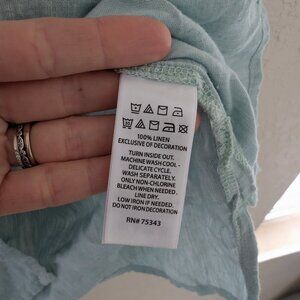 100% LINEN
EXCLUSIVE OF DECORATION
TURN INSIDE OUT.
MACHINE WASH COOL -
DELICATE CYCLE.
WASH SEPARATELY.
ONLY NON-CHLORINE
BLEACH WHEN NEEDED.
LINE DRY.
LOW IRON IF NEEDED.
DO NOT IRON DECORATION
RN# 75343